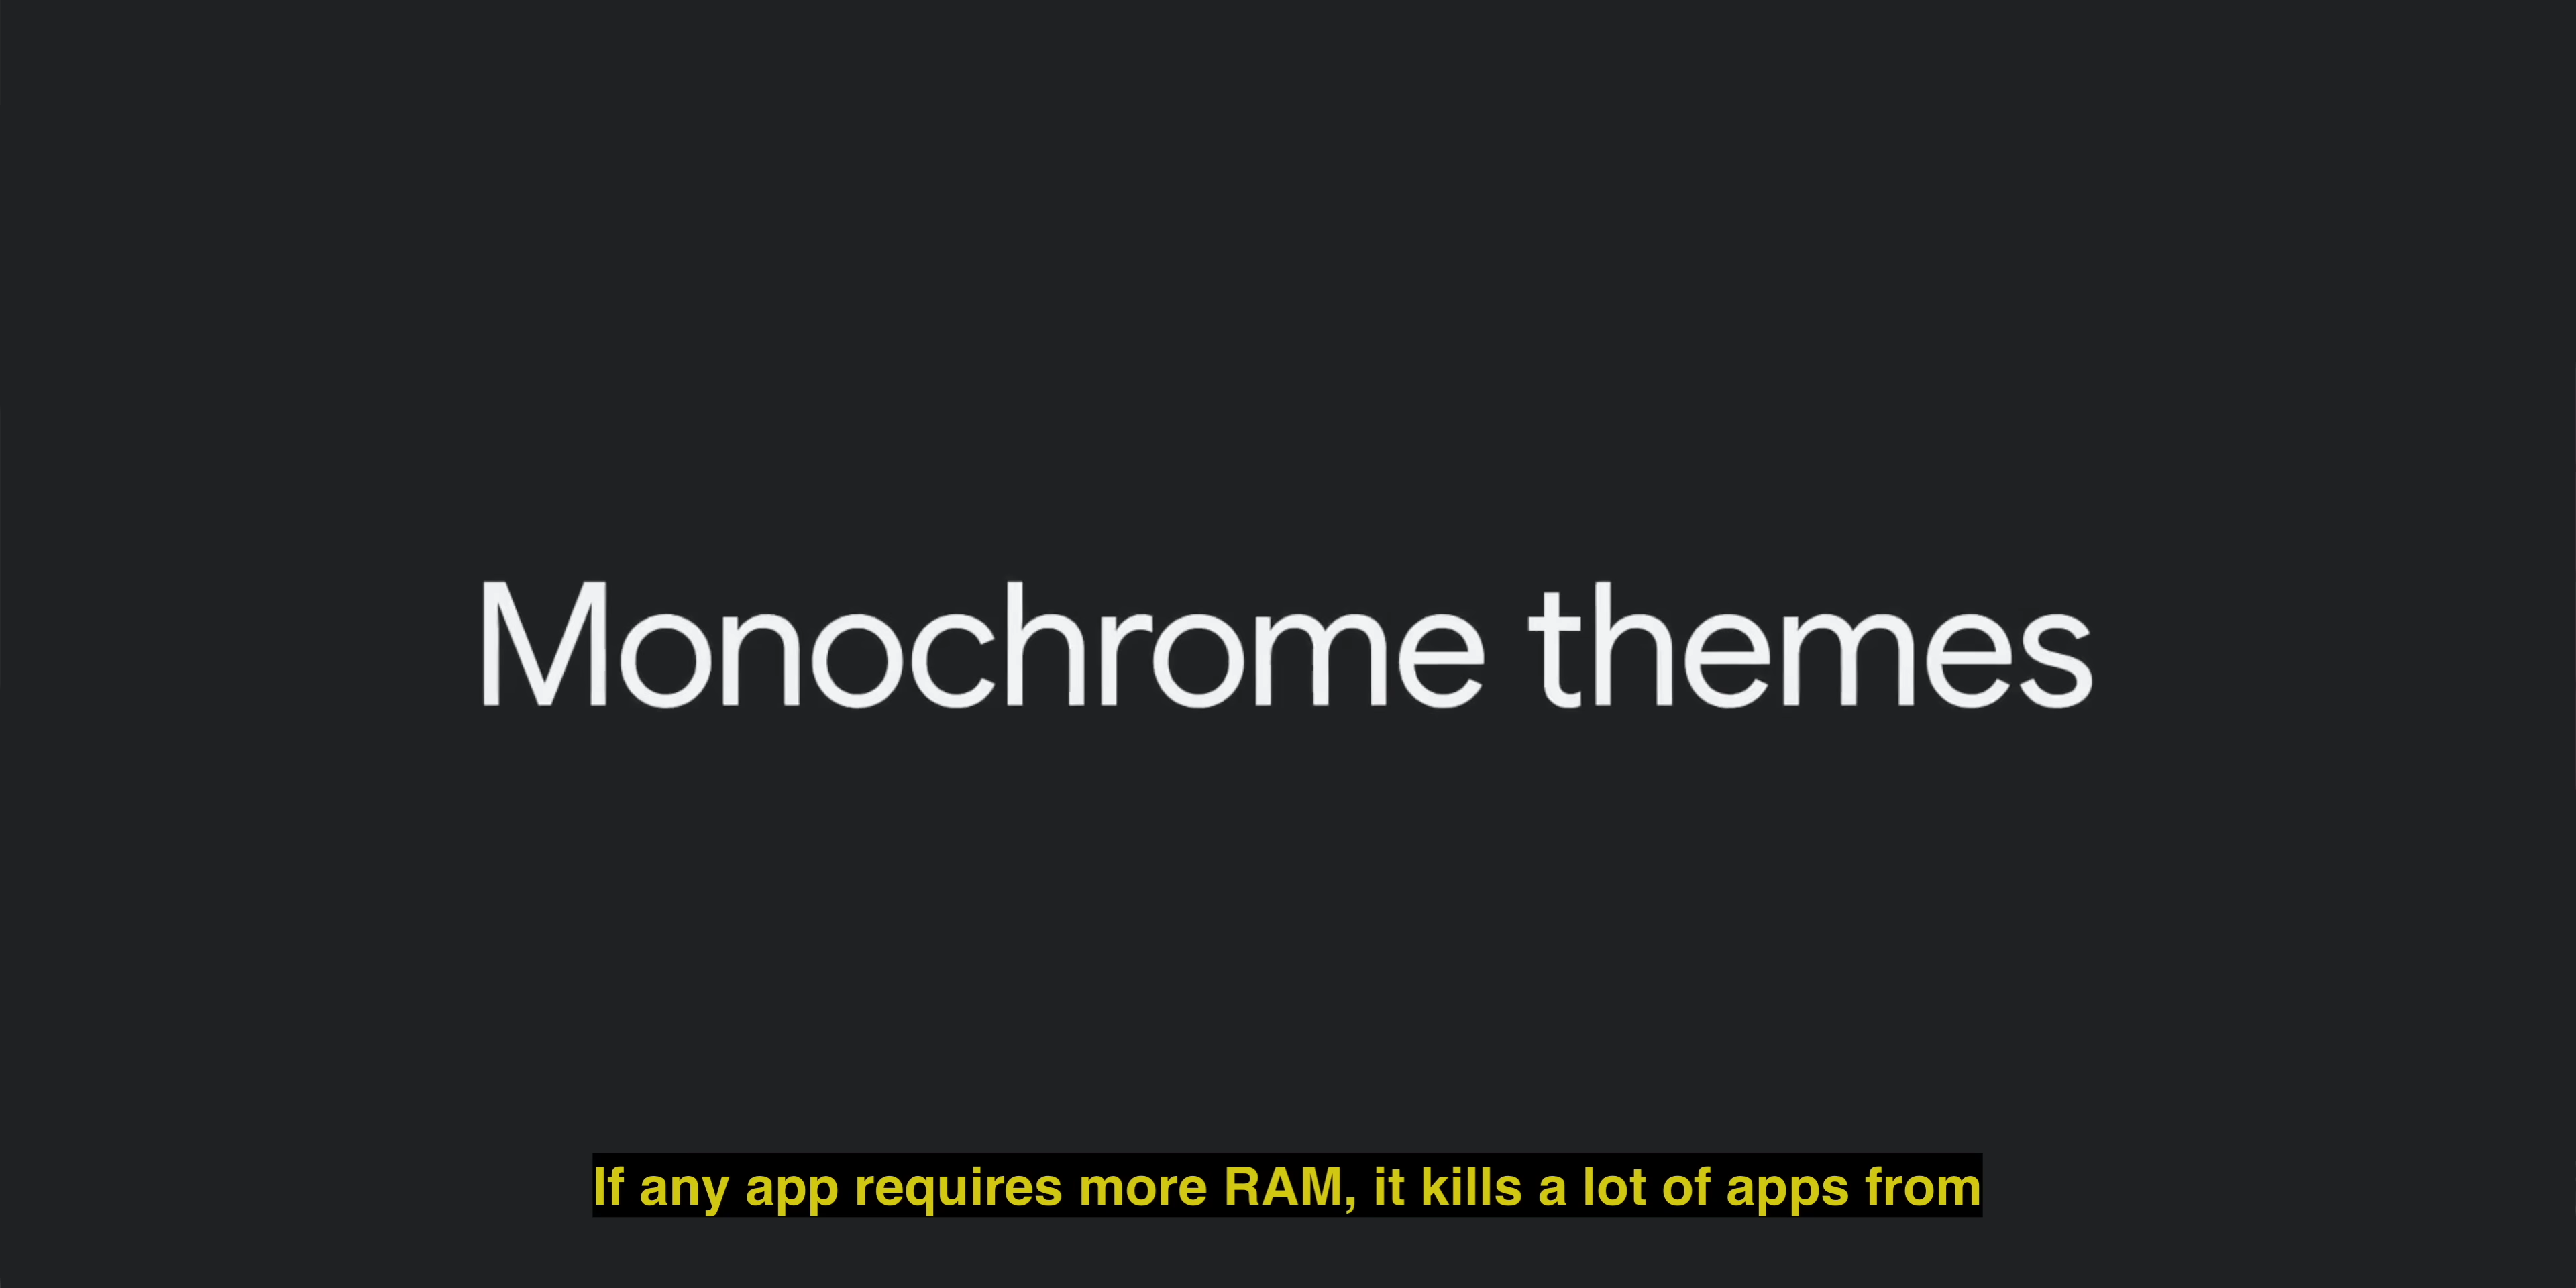 Monochrome themes
If any app requires more RAM, it kills a lot of apps from